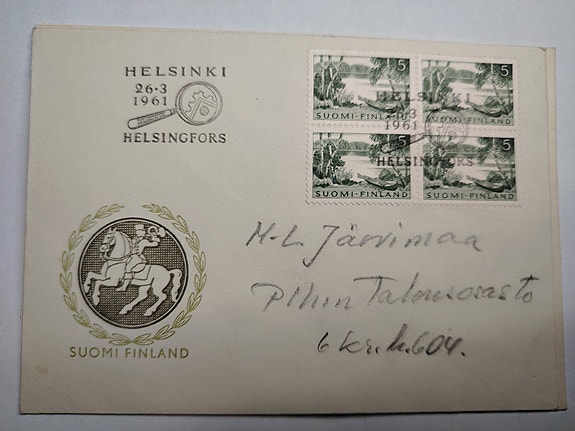 HELSINKI
26•3
1961
HELSINGFORS
5
5
SUOMI-FINLAND
SUOMI-FINLAND
5
5
SUOMI-FINLAND
SUOMI-FINLAND
HELSINKI
26•3
1961
HELSINGFORS
M-L Järvimaa
Plhin Talousosasto
6 kr. h. 604.
SUOMI FINLAND